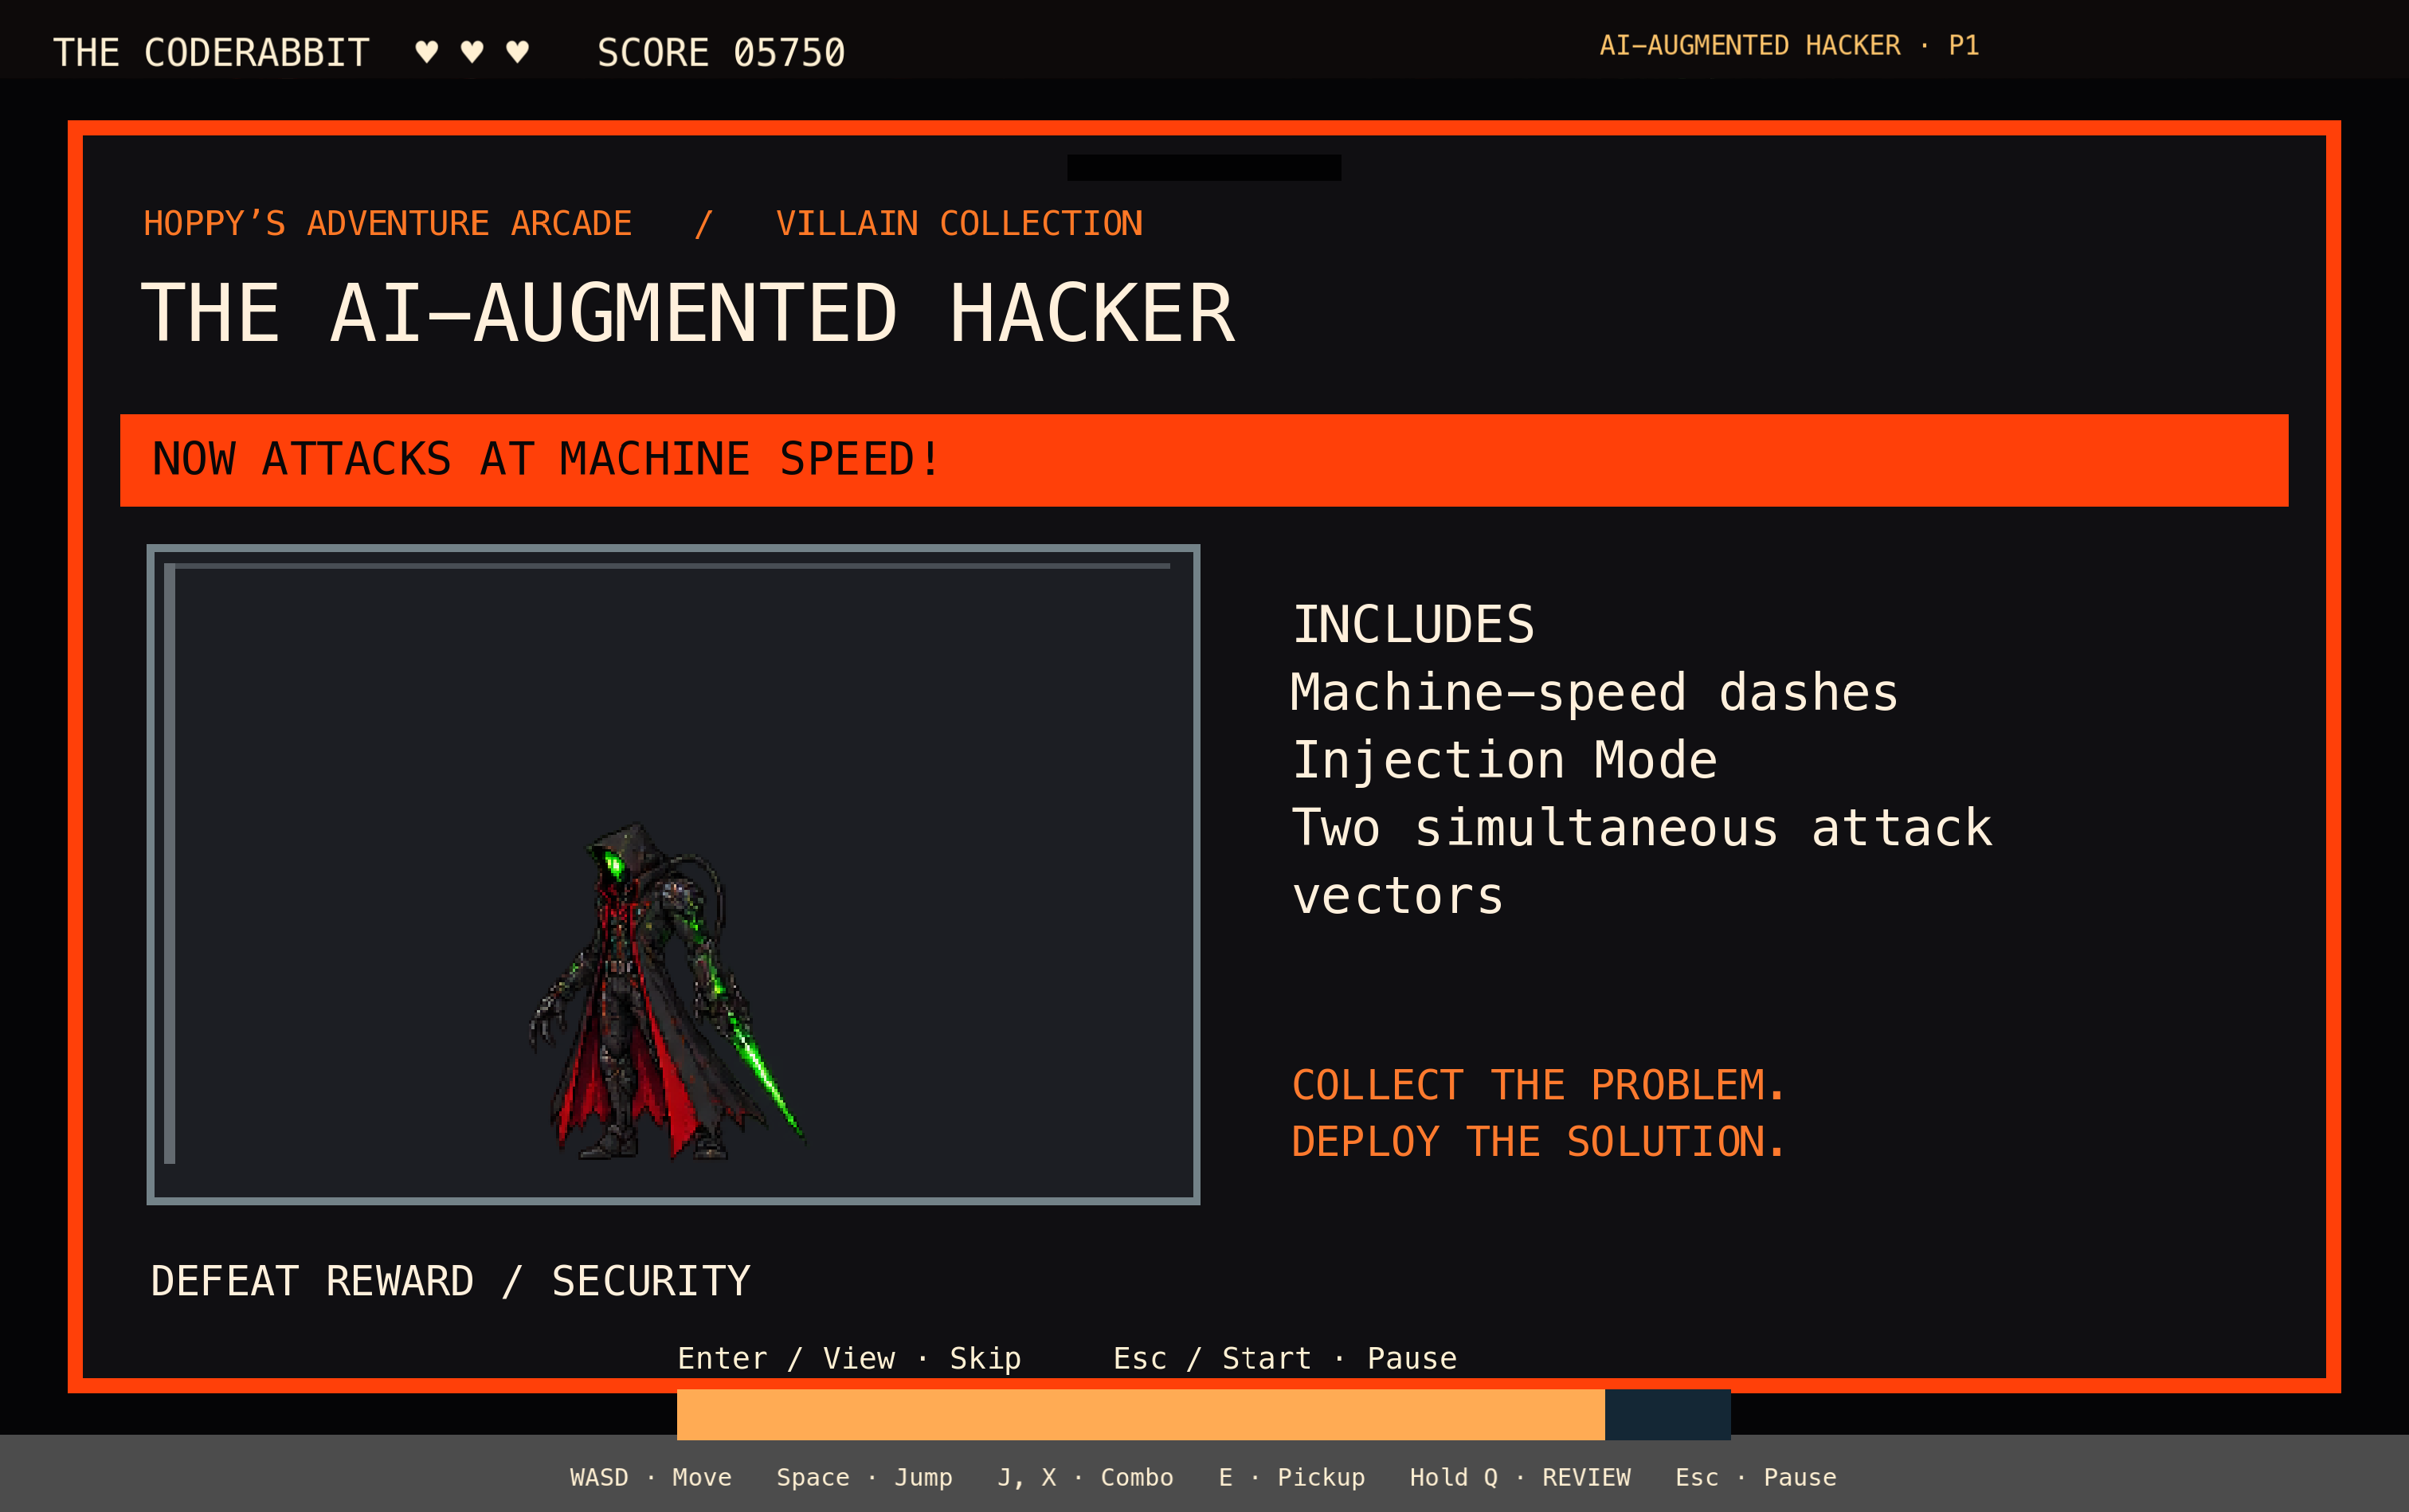 THE CODERABBIT ♥ ♥ ♥ SCORE 05750
AI–AUGMENTED HACKER · P1
HOPPY’S ADVENTURE ARCADE / VILLAIN COLLECTION
THE AI–AUGMENTED HACKER
NOW ATTACKS AT MACHINE SPEED!
INCLUDES
Machine–speed dashes
Injection Mode
Two simultaneous attack
vectors
COLLECT THE PROBLEM.
DEPLOY THE SOLUTION.
DEFEAT REWARD / SECURITY
Enter / View · Skip Esc / Start · Pause
WASD · Move Space · Jump J, X · Combo E · Pickup Hold Q · REVIEW Esc · Pause